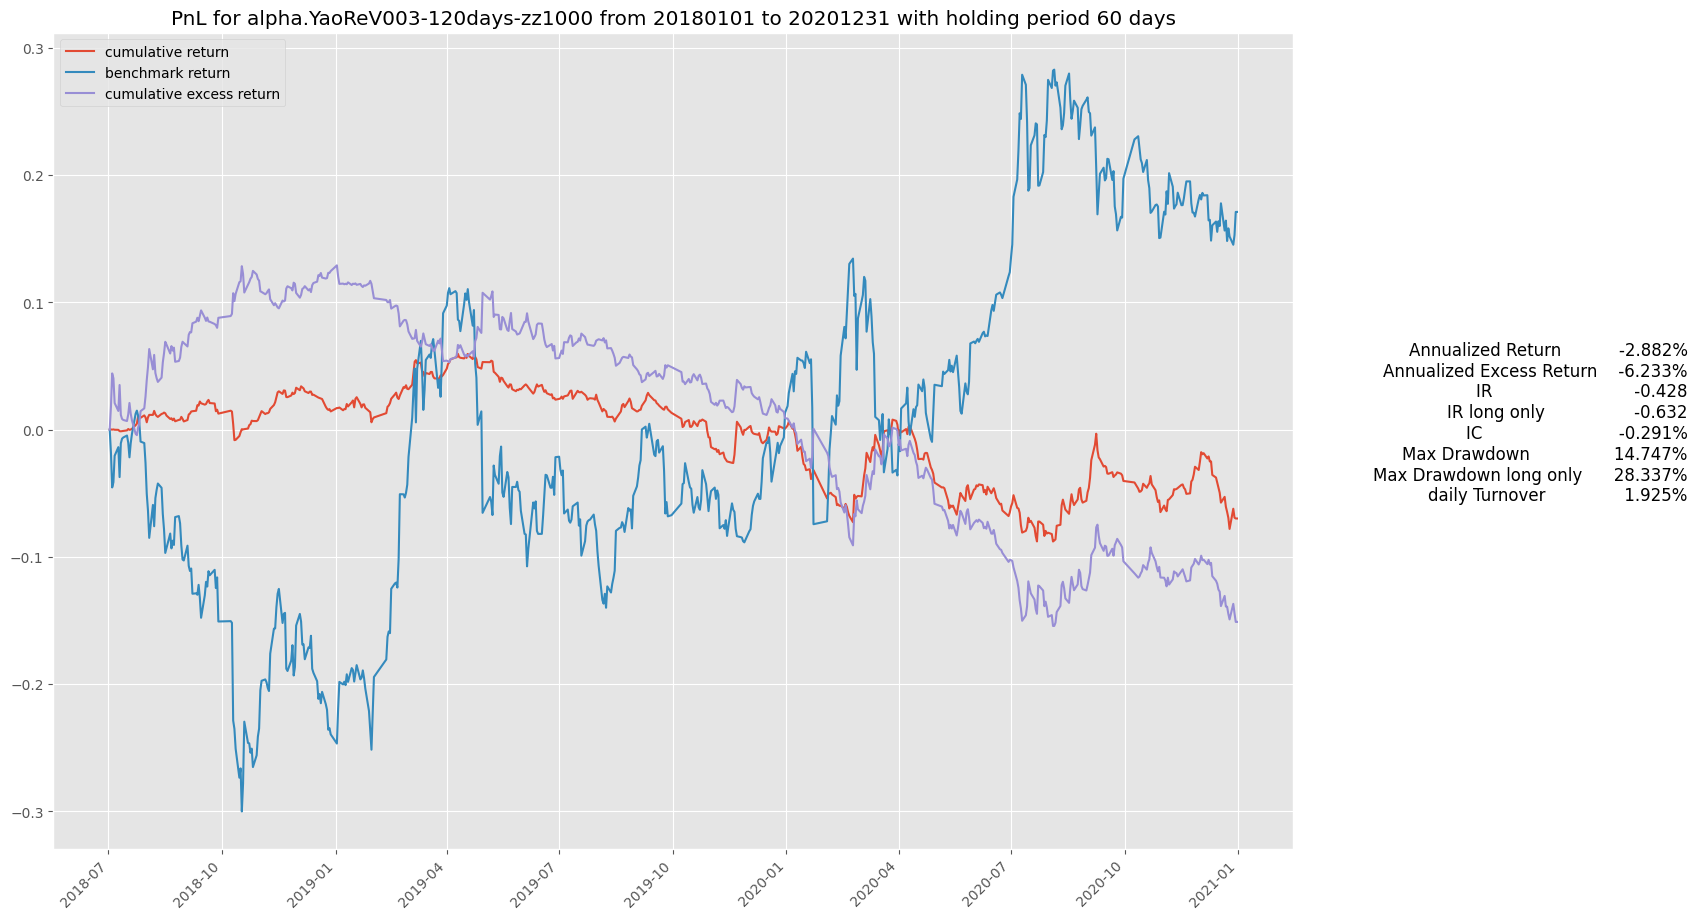 PnL for alpha.YaoReV003-120days-zz1000 from 20180101 to 20201231 with holding period 60 days
cumulative return
benchmark return
cumulative excess return
0.3
0.2
0.1
0.0
−0.1
−0.2
−0.3
2018-07
2018-10
2019-01
2019-04
2019-07
2019-10
2020-01
2020-04
2020-07
2020-10
2021-01
Annualized Return -2.882%
Annualized Excess Return -6.233%
IR -0.428
IR long only -0.632
IC -0.291%
Max Drawdown 14.747%
Max Drawdown long only 28.337%
daily Turnover 1.925%